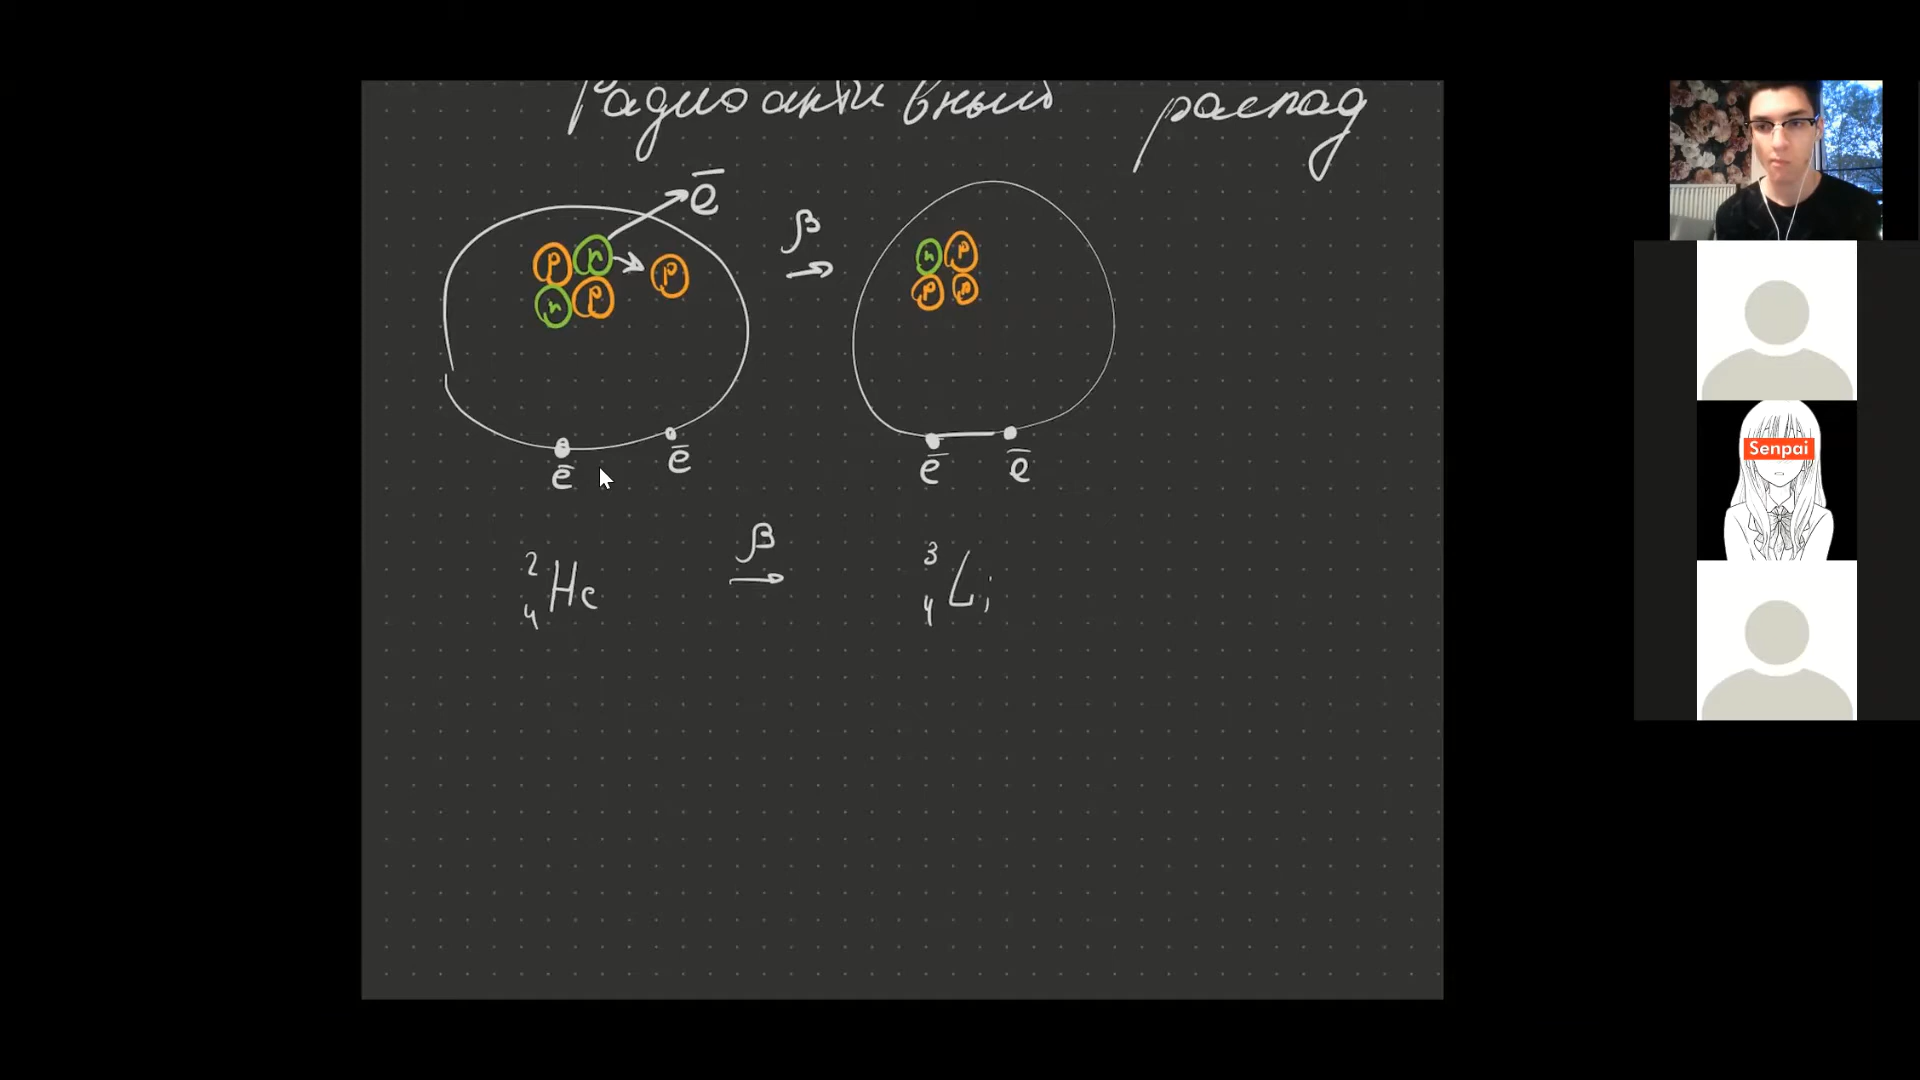 Радиоактивный распад
e̅
β
p n p
n p
n p
p p
e̅ e̅
e̅ e̅
2 4 He β → 3 4 Li
Senpai